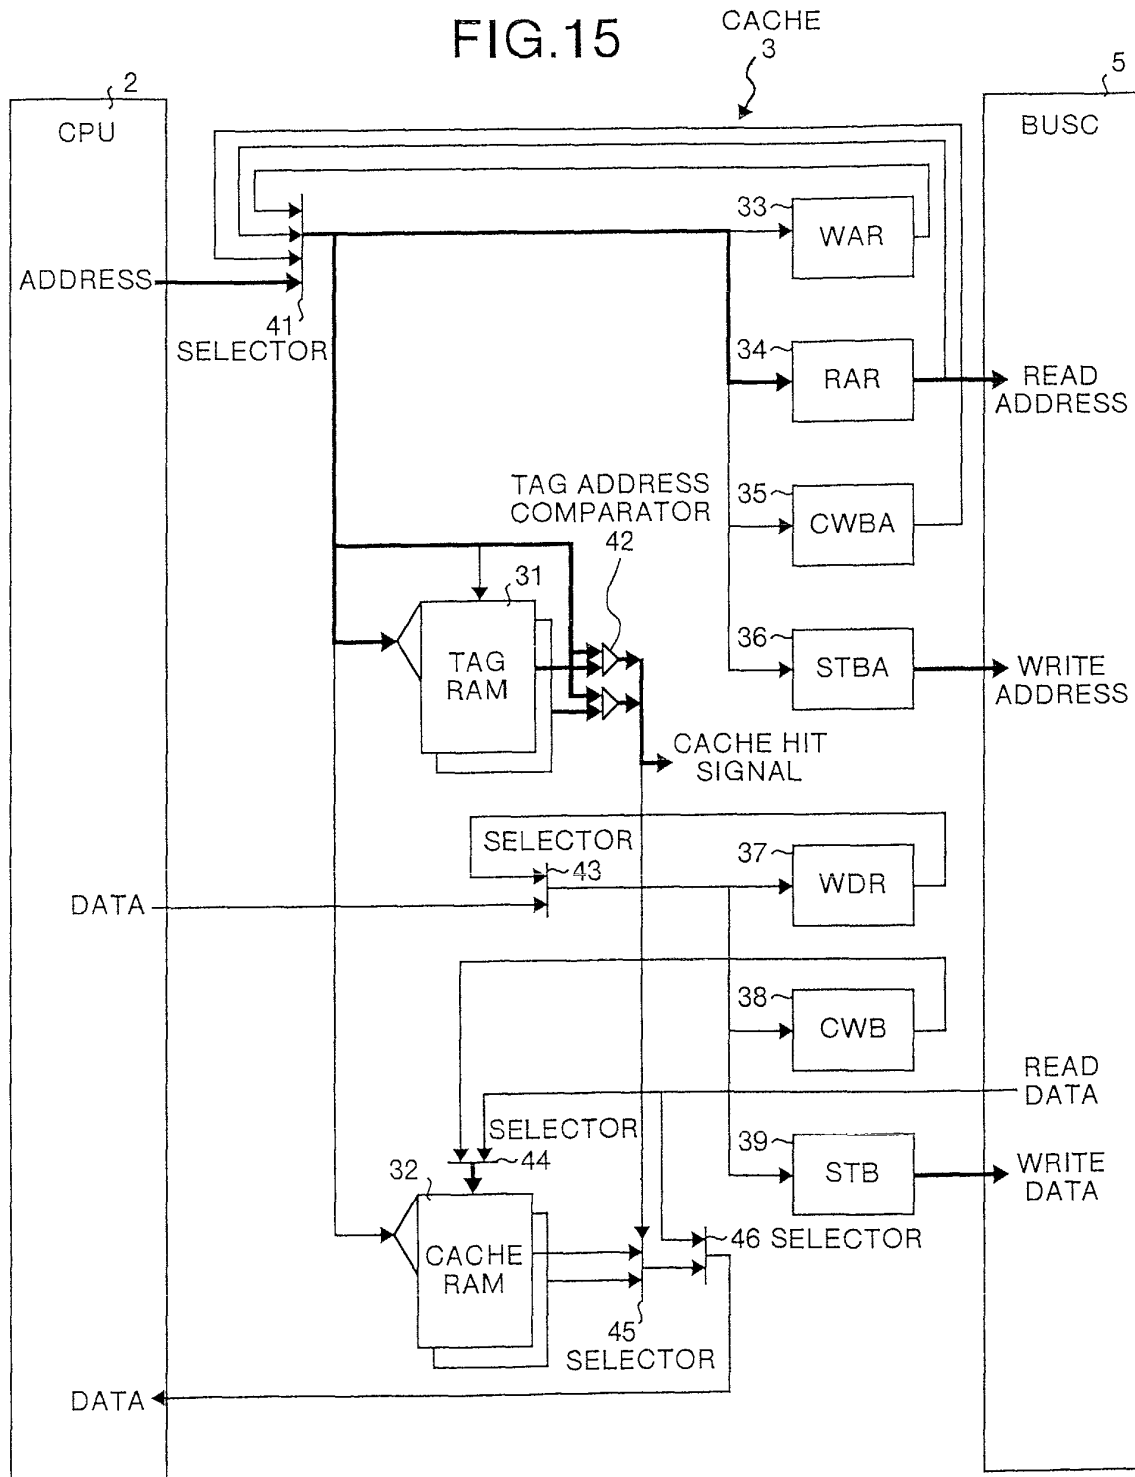 FIG.15
CACHE
3
2
5
CPU
BUSC
33
WAR
ADDRESS
41
SELECTOR
34
RAR
READ
ADDRESS
TAG ADDRESS
COMPARATOR
42
35
CWBA
31
TAG
RAM
36
STBA
WRITE
ADDRESS
CACHE HIT
SIGNAL
SELECTOR
43
37
WDR
DATA
38
CWB
READ
DATA
SELECTOR
44
39
STB
WRITE
DATA
32
CACHE
RAM
46 SELECTOR
45
SELECTOR
DATA